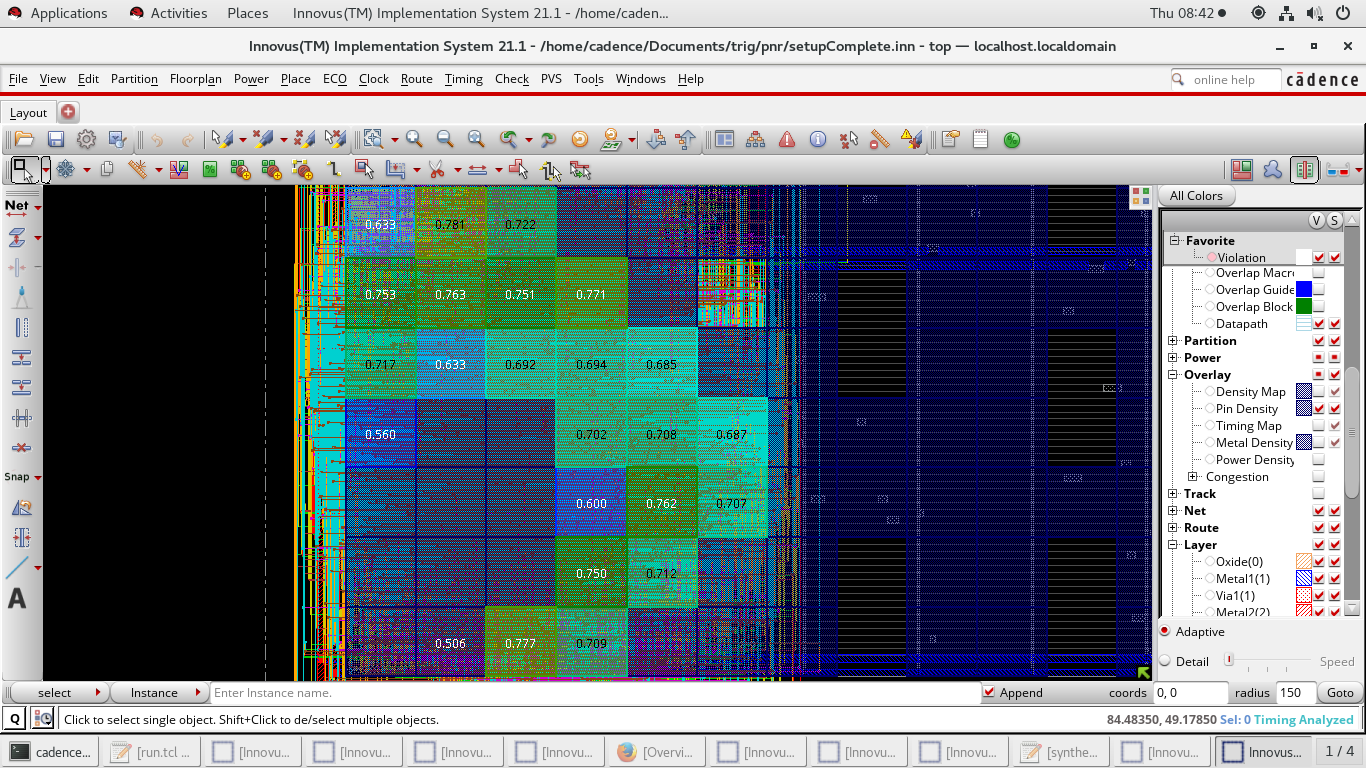 Applications Activities Places Innovus(TM) Implementation System 21.1 - /home/caden... Thu 08:42
Innovus(TM) Implementation System 21.1 - /home/cadence/Documents/trig/pnr/setupComplete.inn - top — localhost.localdomain
File View Edit Partition Floorplan Power Place ECO Clock Route Timing Check PVS Tools Windows Help online help cādence
Layout
All Colors
Net
V S
Favorite
Violation
Overlap Macr
Overlap Guide
Overlap Block
Datapath
Partition
Power
Overlay
Density Map
Pin Density
Timing Map
Metal Density
Power Density
Congestion
Track
Net
Route
Layer
Oxide(0)
Metal1(1)
Via1(1)
Metal2(2)
Snap
A
0.633 0.781 0.722
0.753 0.763 0.751 0.771
0.717 0.633 0.692 0.694 0.685
0.560 0.702 0.708 0.687
0.600 0.762 0.707
0.750 0.712
0.506 0.777 0.709
Adaptive
Detail Speed
select Instance Enter Instance name. Append coords 0, 0 radius 150 Goto
Q Click to select single object. Shift+Click to de/select multiple objects. 84.48350, 49.17850 Sel: 0 Timing Analyzed
cadence... [run.tcl ... [Innovu... [Innovu... [Innovu... [Innovu... [Overvi... [Innovu... [Innovu... [Innovu... [synthe... [Innovu... Innovus... 1 / 4